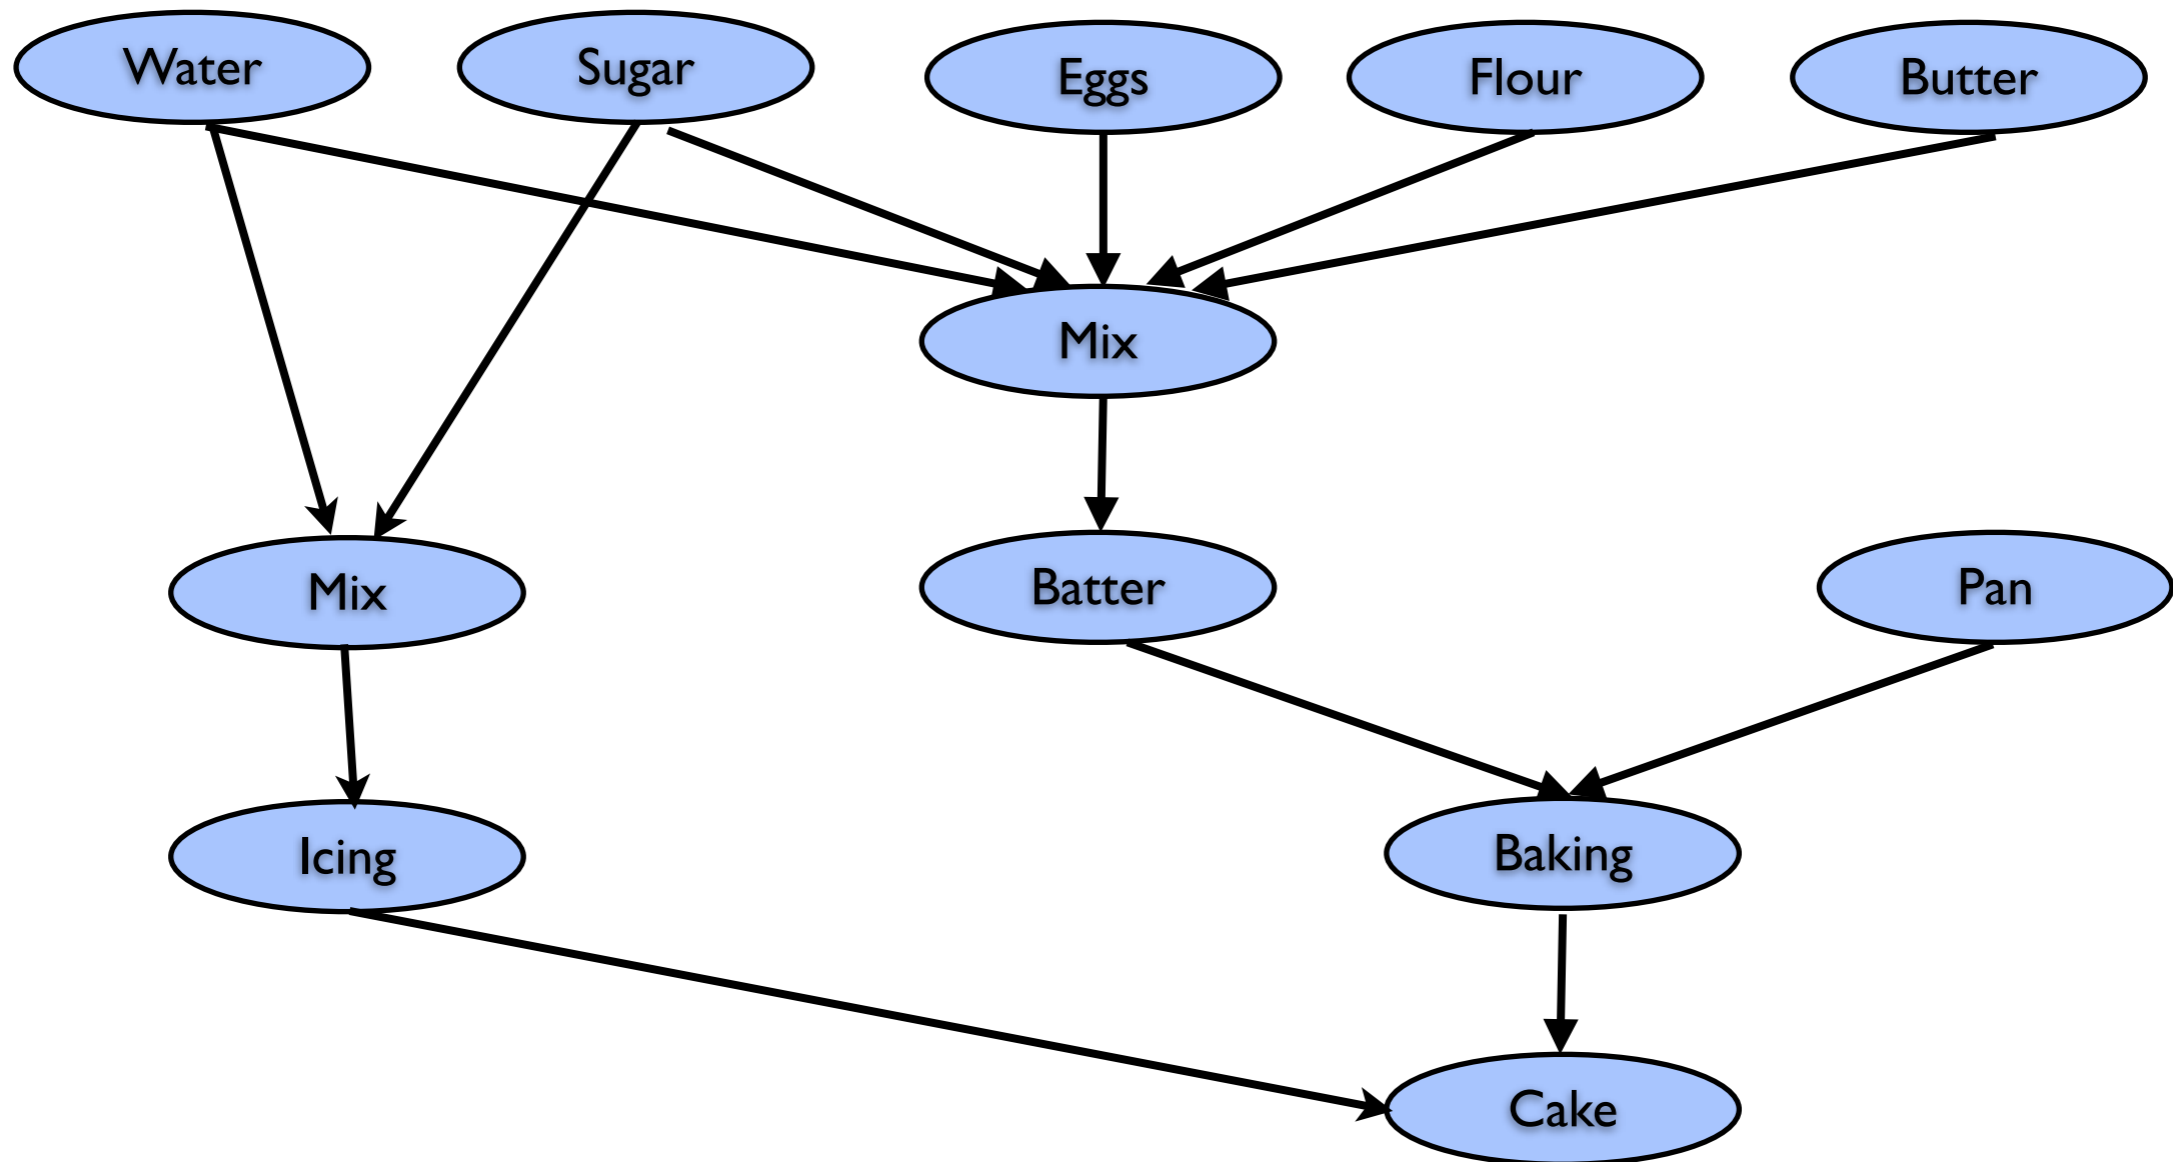 Water
Sugar
Eggs
Flour
Butter
Mix
Mix
Batter
Pan
Icing
Baking
Cake